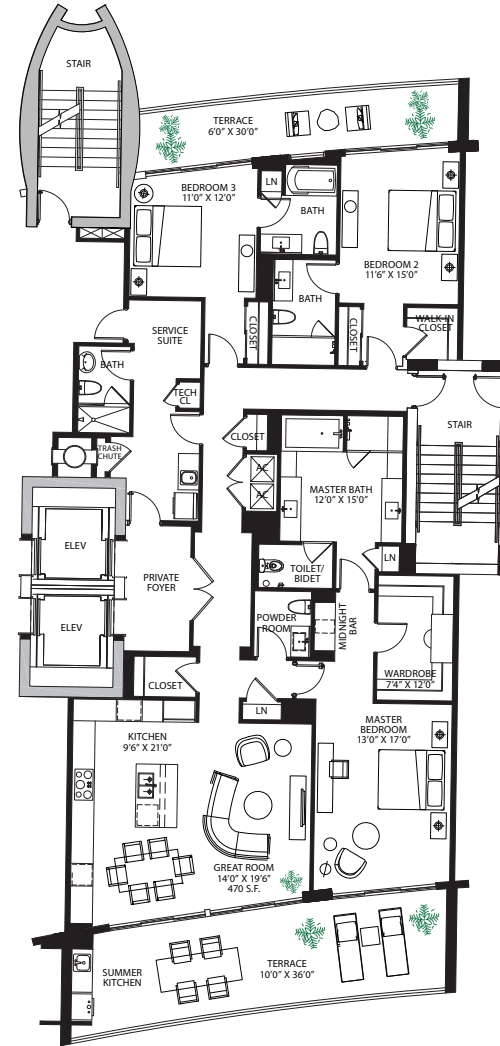 STAIR
TERRACE
6'0" X 30'0"
BEDROOM 3
11'0" X 12'0"
LN
BATH
BEDROOM 2
11'6" X 15'0"
BATH
CLOSET
CLOSET
WALK-IN
CLOSET
SERVICE
SUITE
BATH
TECH
CL
STAIR
TRASH
CHUTE
CLOSET
AC
AC
MASTER BATH
12'0" X 15'0"
ELEV
LN
TOILET/
BIDET
PRIVATE
FOYER
ELEV
POWDER
ROOM
MIDNIGHT
BAR
CLOSET
WARDROBE
7'4" X 12'0"
LN
MASTER
BEDROOM
13'0" X 17'0"
KITCHEN
9'6" X 21'0"
GREAT ROOM
14'0" X 19'6"
470 S.F.
SUMMER
KITCHEN
TERRACE
10'0" X 36'0"